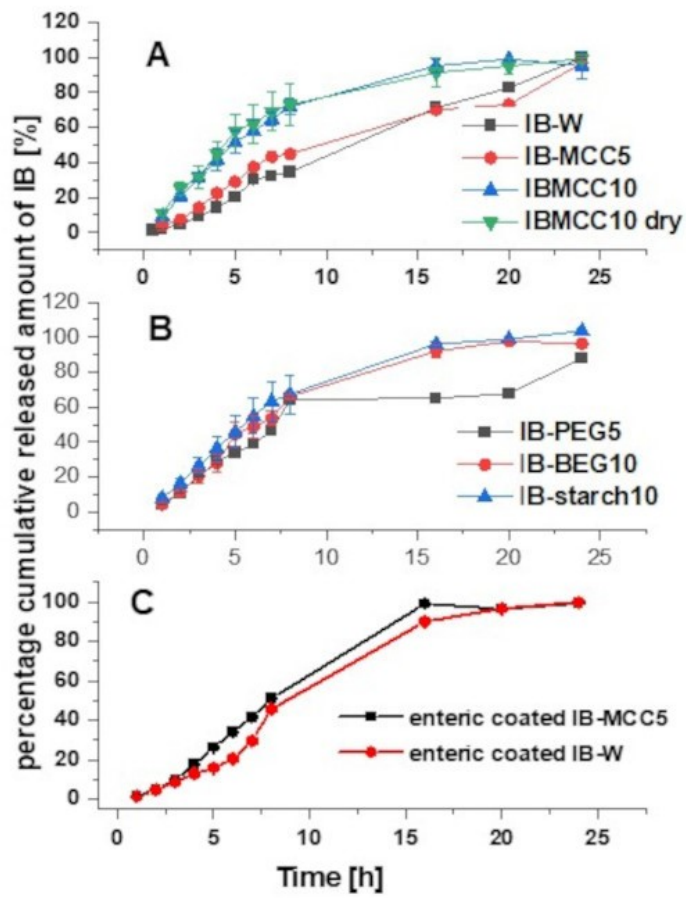 percentage cumulative released amount of IB [%]
A
120
100
80
60
40
20
0
IB-W
IB-MCC5
IBMCC10
IBMCC10 dry
0 5 10 15 20 25
B
120
100
80
60
40
20
0
IB-PEG5
IB-BEG10
IB-starch10
0 5 10 15 20 25
C
100
80
60
40
20
0
enteric coated IB-MCC5
enteric coated IB-W
0 5 10 15 20 25
Time [h]